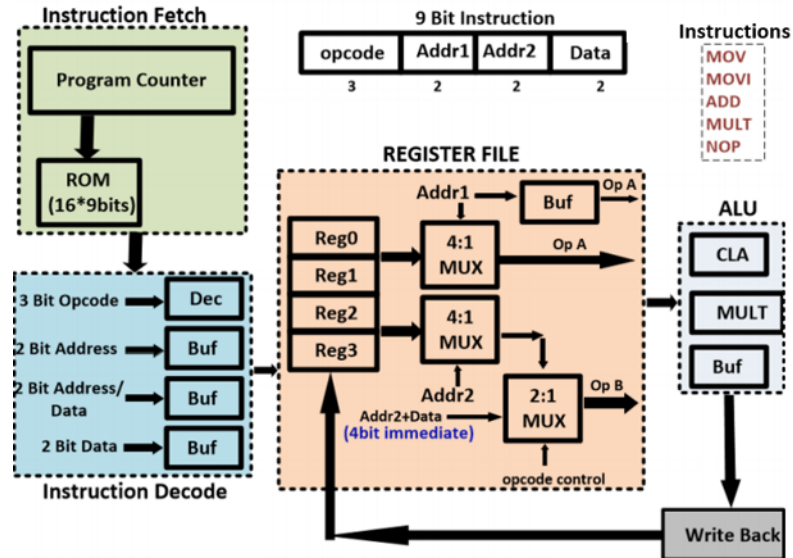 Instruction Fetch
Program Counter
ROM
(16*9bits)
9 Bit Instruction
opcode Addr1 Addr2 Data
3 2 2 2
Instructions
MOV
MOVI
ADD
MULT
NOP
3 Bit Opcode Dec
2 Bit Address Buf
2 Bit Address/
Data
Buf
2 Bit Data Buf
Instruction Decode
REGISTER FILE
Reg0
Reg1
Reg2
Reg3
Addr1
Buf
Op A
4:1
MUX
Op A
4:1
MUX
Addr2
Addr2+Data
(4bit immediate)
2:1
MUX
Op B
opcode control
ALU
CLA
MULT
Buf
Write Back